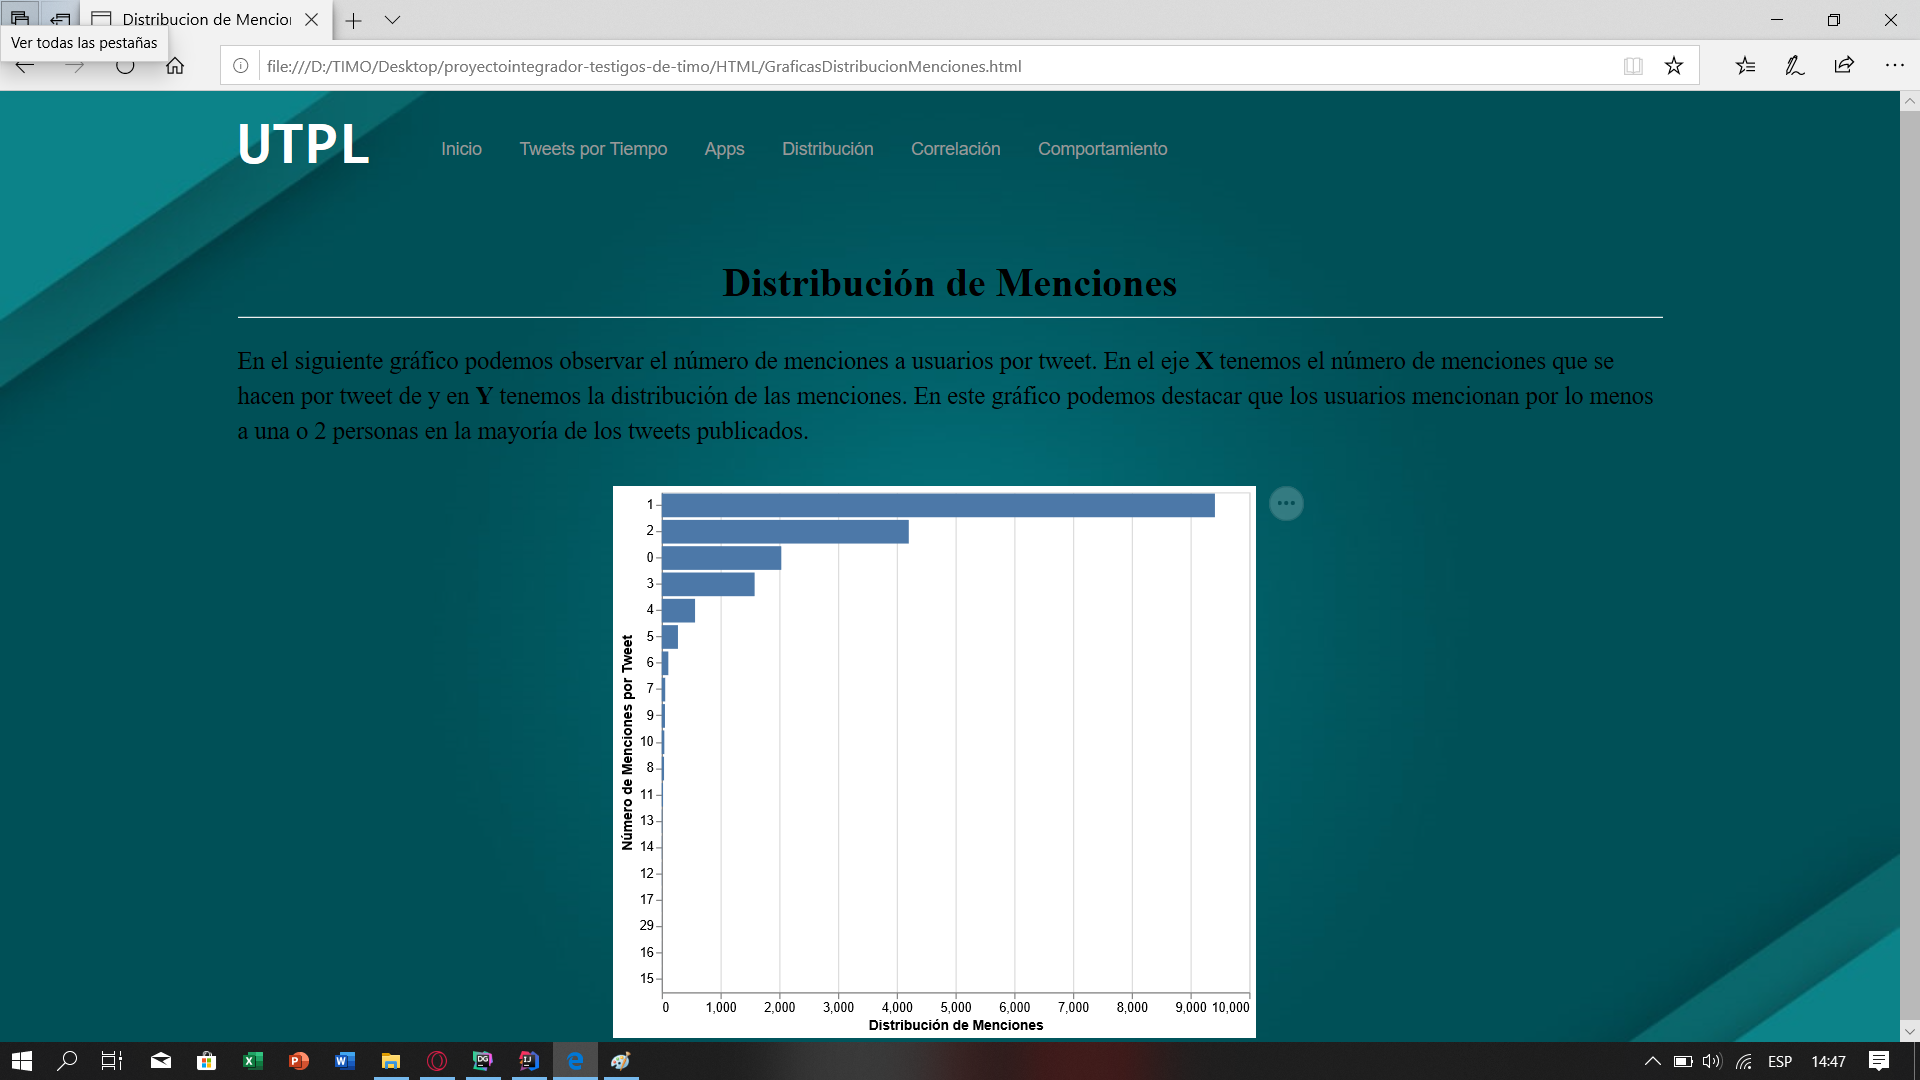 Distribucion de Mencio
Ver todas las pestañas
file:///D:/TIMO/Desktop/proyectointegrador-testigos-de-timo/HTML/GraficasDistribucionMenciones.html
UTPL
Inicio
Tweets por Tiempo
Apps
Distribución
Correlación
Comportamiento
Distribución de Menciones
En el siguiente gráfico podemos observar el número de menciones a usuarios por tweet. En el eje X tenemos el número de menciones que se
hacen por tweet de y en Y tenemos la distribución de las menciones. En este gráfico podemos destacar que los usuarios mencionan por lo menos
a una o 2 personas en la mayoría de los tweets publicados.
Número de Menciones por Tweet
1
2
0
3
4
5
6
7
9
10
8
11
13
14
12
17
29
16
15
0 1,000 2,000 3,000 4,000 5,000 6,000 7,000 8,000 9,000 10,000
Distribución de Menciones
ESP
14:47